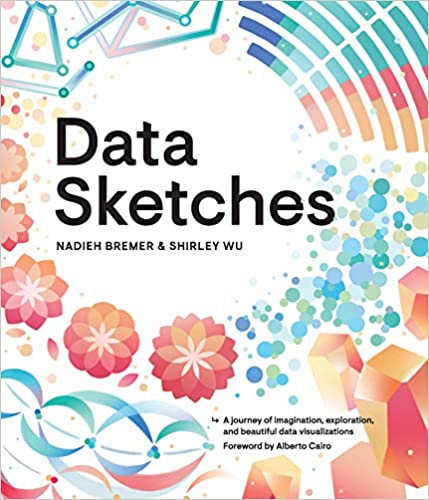 Data
Sketches
NADIEH BREMER & SHIRLEY WU
↳ A journey of imagination, exploration,
and beautiful data visualizations
Foreword by Alberto Cairo